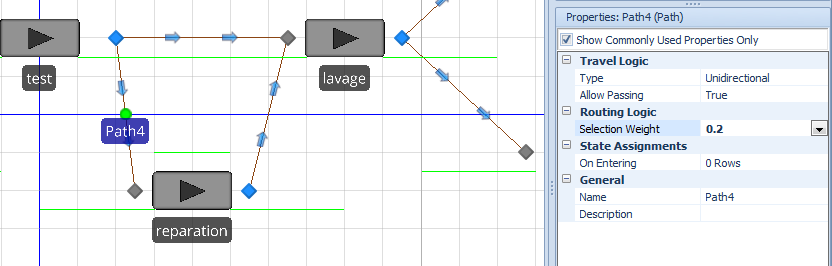 test
lavage
Path4
reparation
Properties: Path4 (Path)
Show Commonly Used Properties Only
Travel Logic
Type Unidirectional
Allow Passing True
Routing Logic
Selection Weight 0.2
State Assignments
On Entering 0 Rows
General
Name Path4
Description